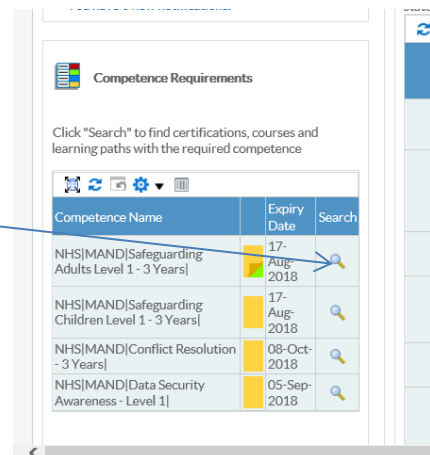 Competence Requirements
Click "Search" to find certifications, courses and
learning paths with the required competence
Competence Name
Expiry
Date
Search
NHS|MAND|Safeguarding
Adults Level 1 - 3 Years|
17-
Aug-
2018
NHS|MAND|Safeguarding
Children Level 1 - 3 Years|
17-
Aug-
2018
NHS|MAND|Conflict Resolution
- 3 Years|
08-Oct-
2018
NHS|MAND|Data Security
Awareness - Level 1|
05-Sep-
2018